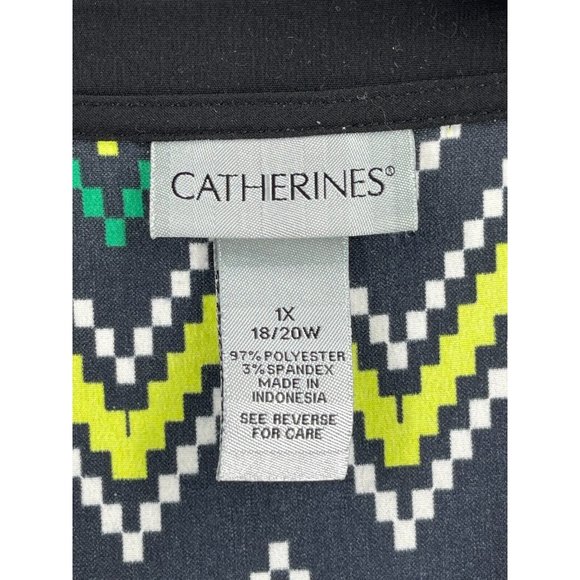 CATHERINES®
1X
18/20W
97% POLYESTER
3% SPANDEX
MADE IN
INDONESIA
SEE REVERSE
FOR CARE